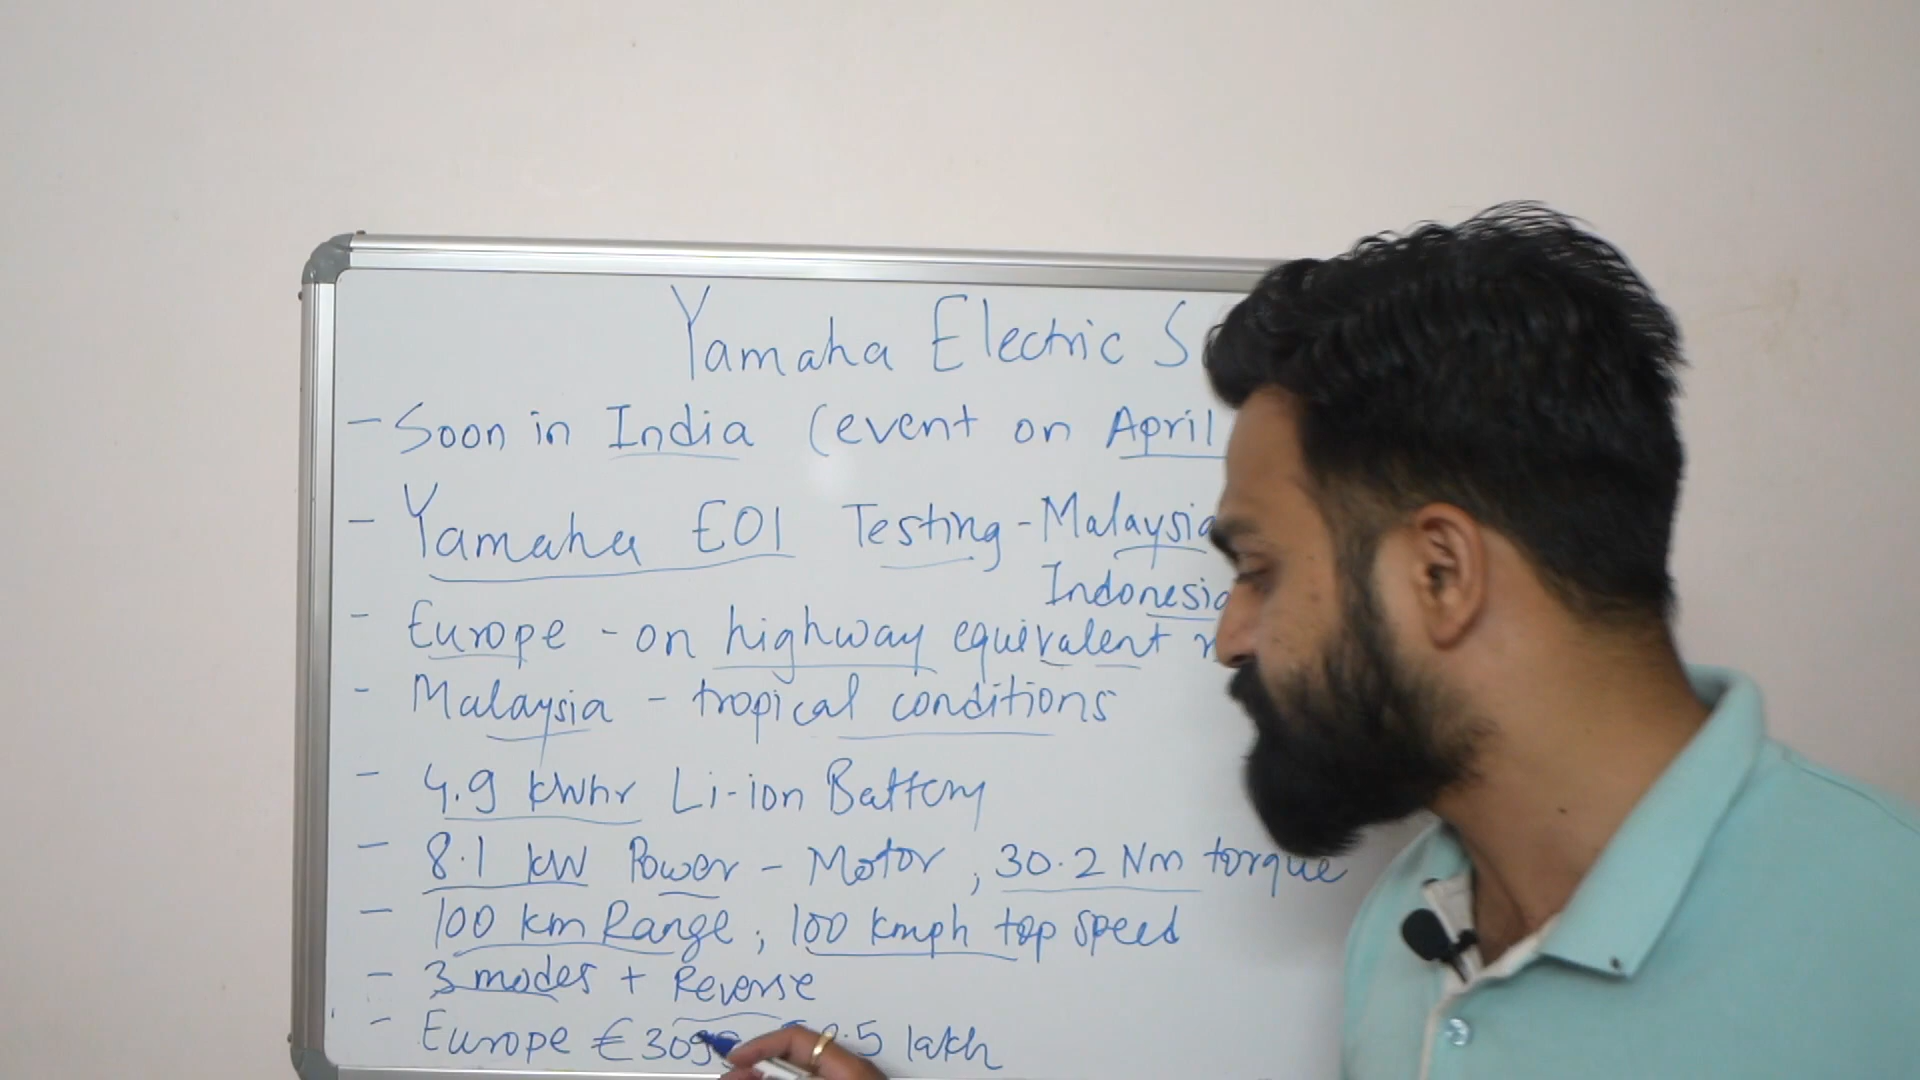 Yamaha Electric S
- Soon in India (event on April
- Yamaha E01 Testing - Malaysia
Indonesia
- Europe - on highway equivalent
- Malaysia - tropical conditions
- 4.9 kWhr Li-ion Battery
- 8.1 kW Power - Motor, 30.2 Nm torque
- 100 km Range, 100 kmph top speed
- 3 modes + Reverse
- Europe .5 lakh